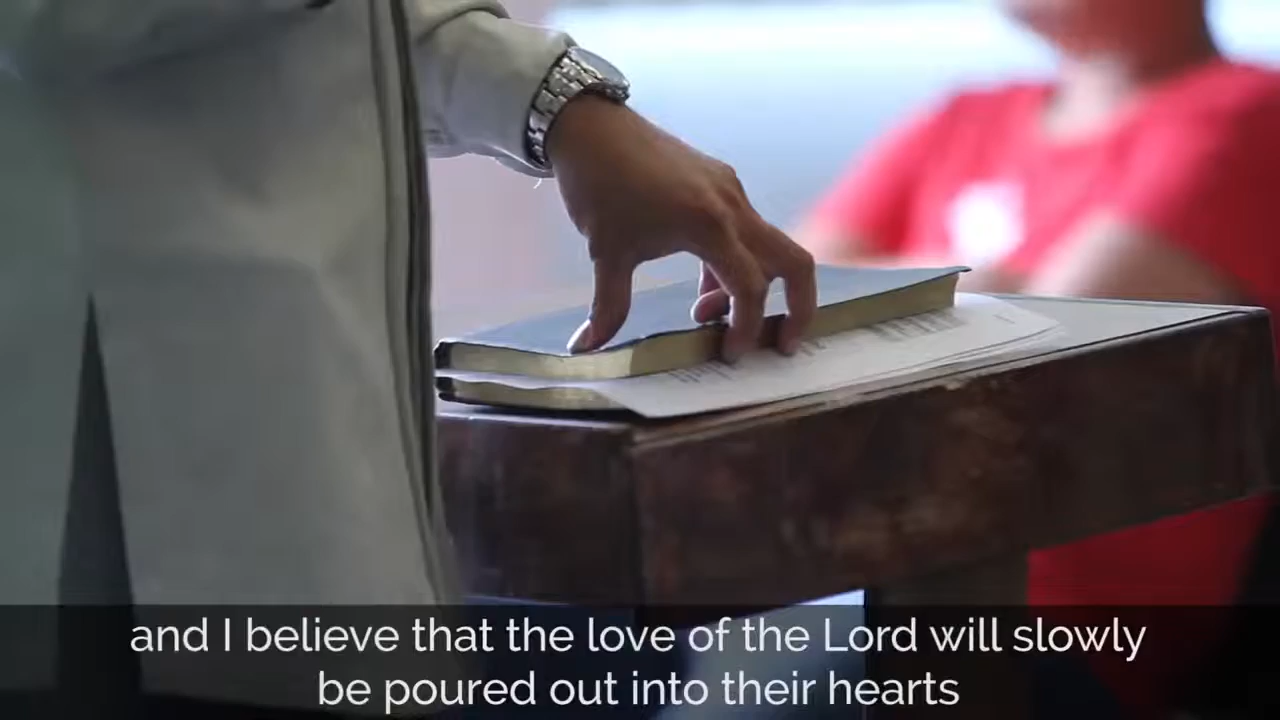 and I believe that the love of the Lord will slowly
be poured out into their hearts